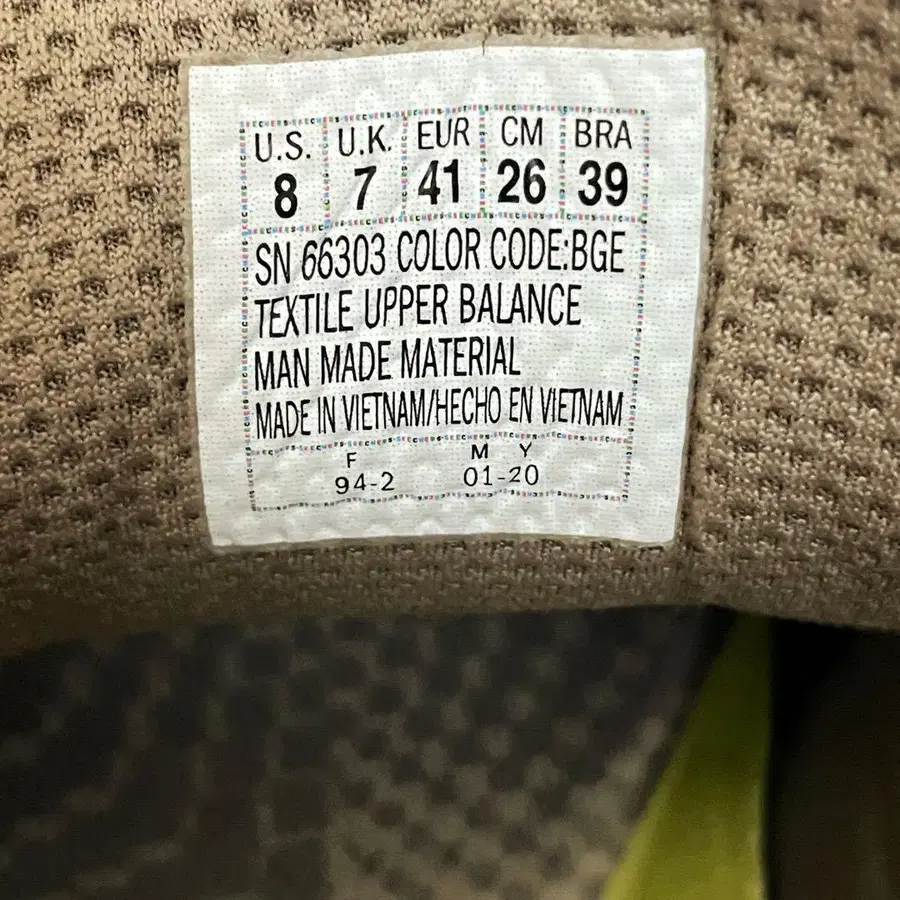 U.S. U.K. EUR CM BRA
8 7 41 26 39
SN 66303 COLOR CODE:BGE
TEXTILE UPPER BALANCE
MAN MADE MATERIAL
MADE IN VIETNAM/HECHO EN VIETNAM
F M Y
94-2 01-20